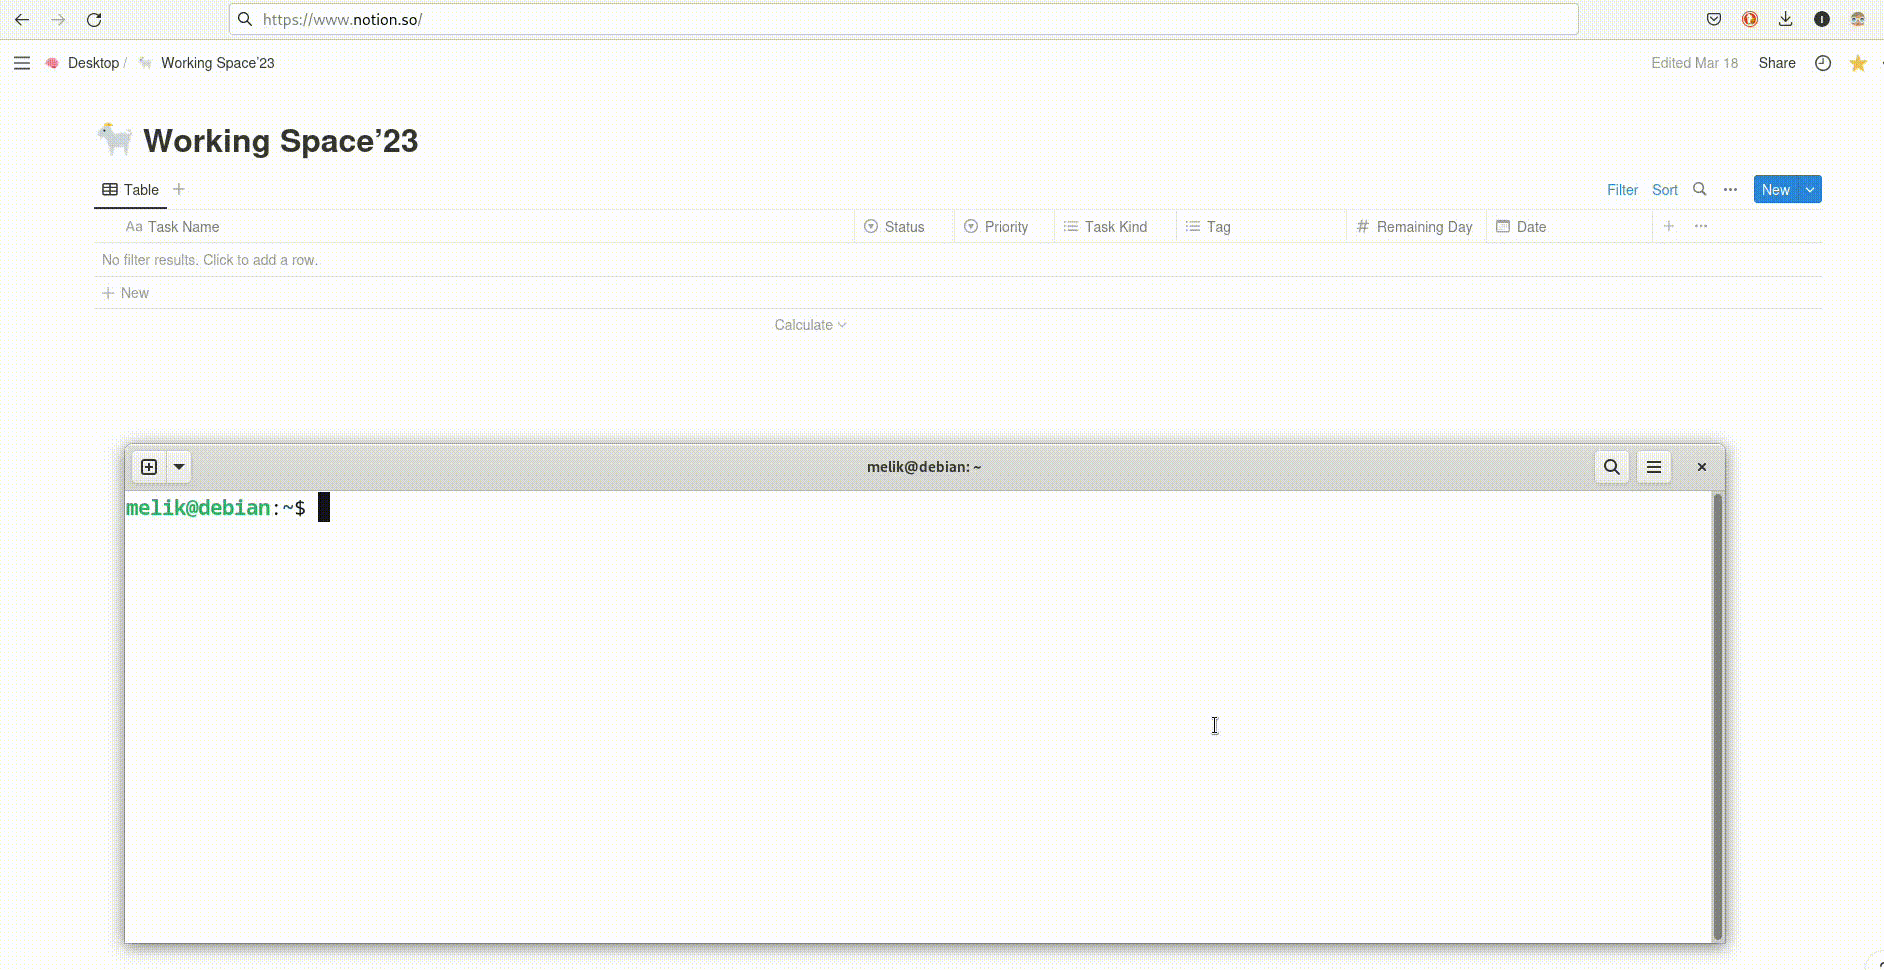 https://www.notion.so/
Desktop / Working Space'23
Edited Mar 18 Share
Working Space’23
Table
Filter Sort New
Aa Task Name Status Priority Task Kind Tag # Remaining Day Date
No filter results. Click to add a row.
+ New
Calculate
melik@debian: ~
melik@debian:~$